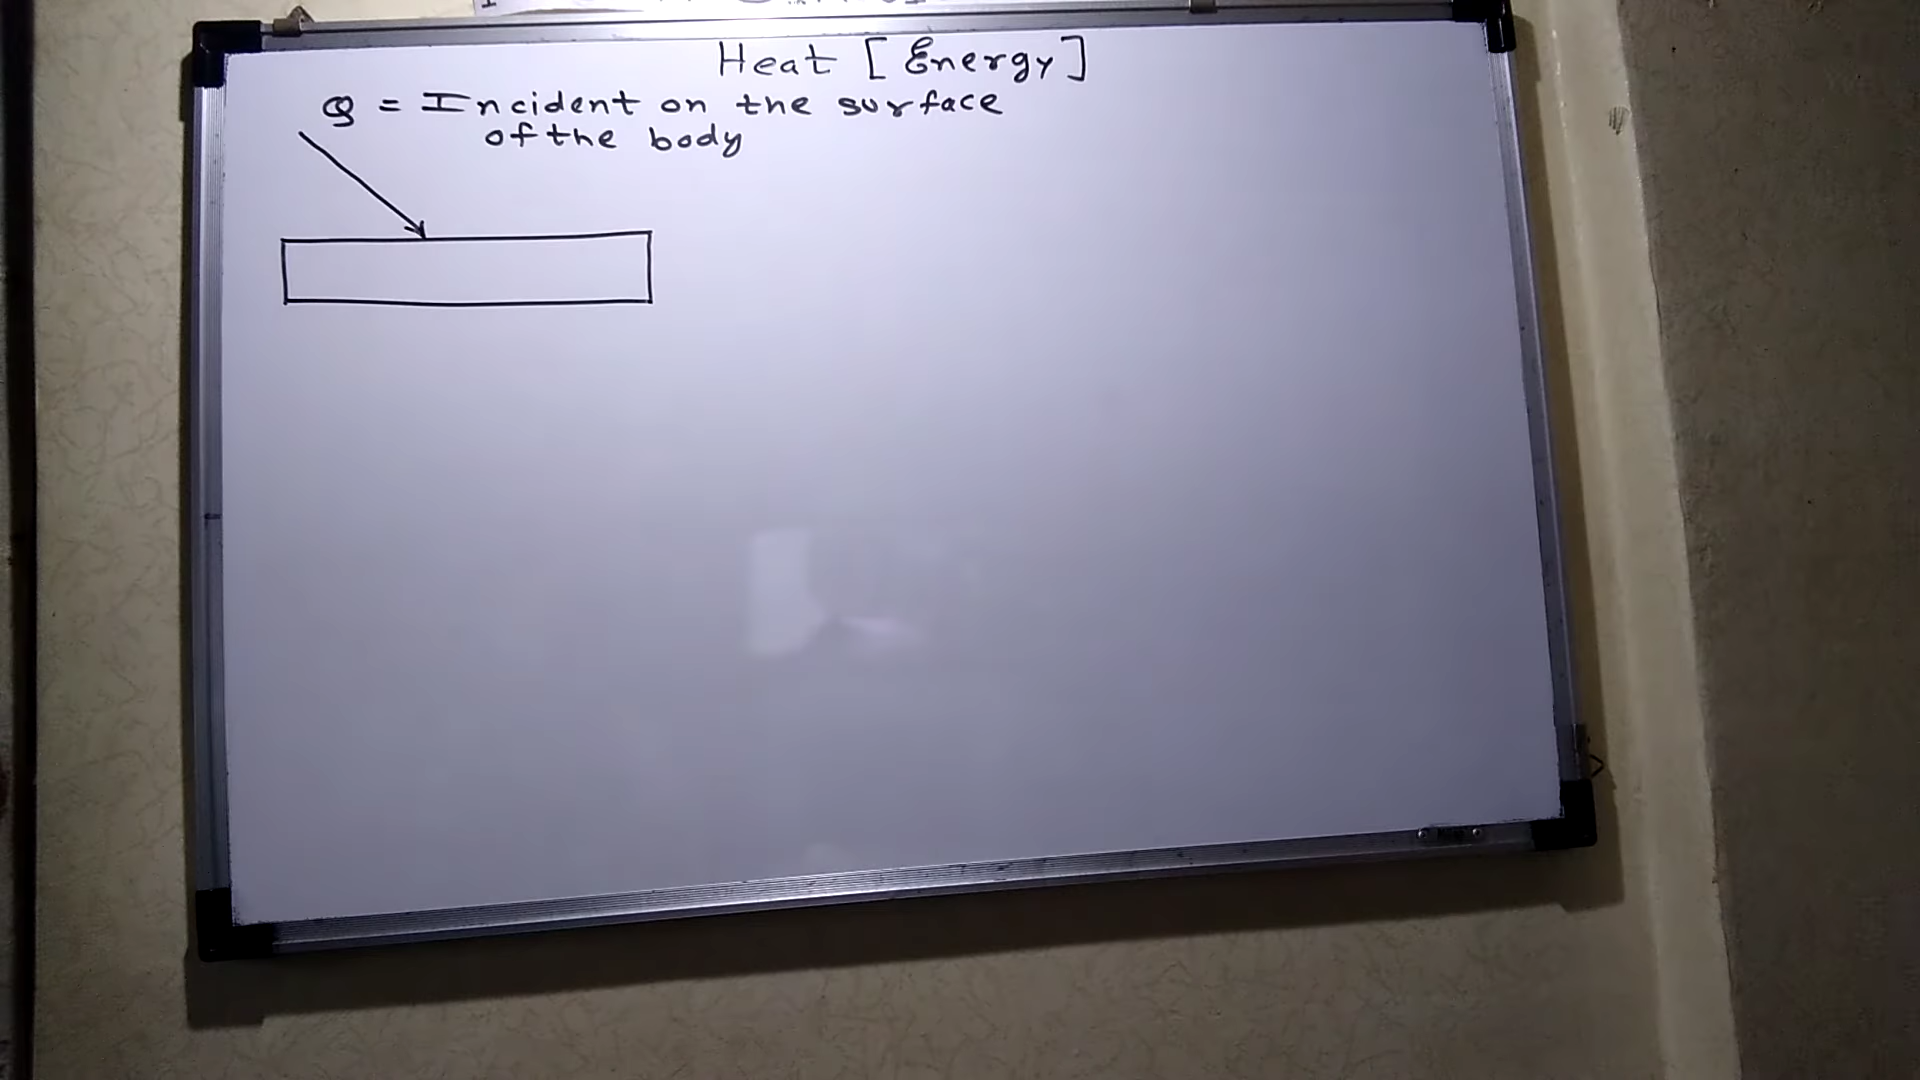 Heat [Energy]
Q = Incident on the surface
of the body